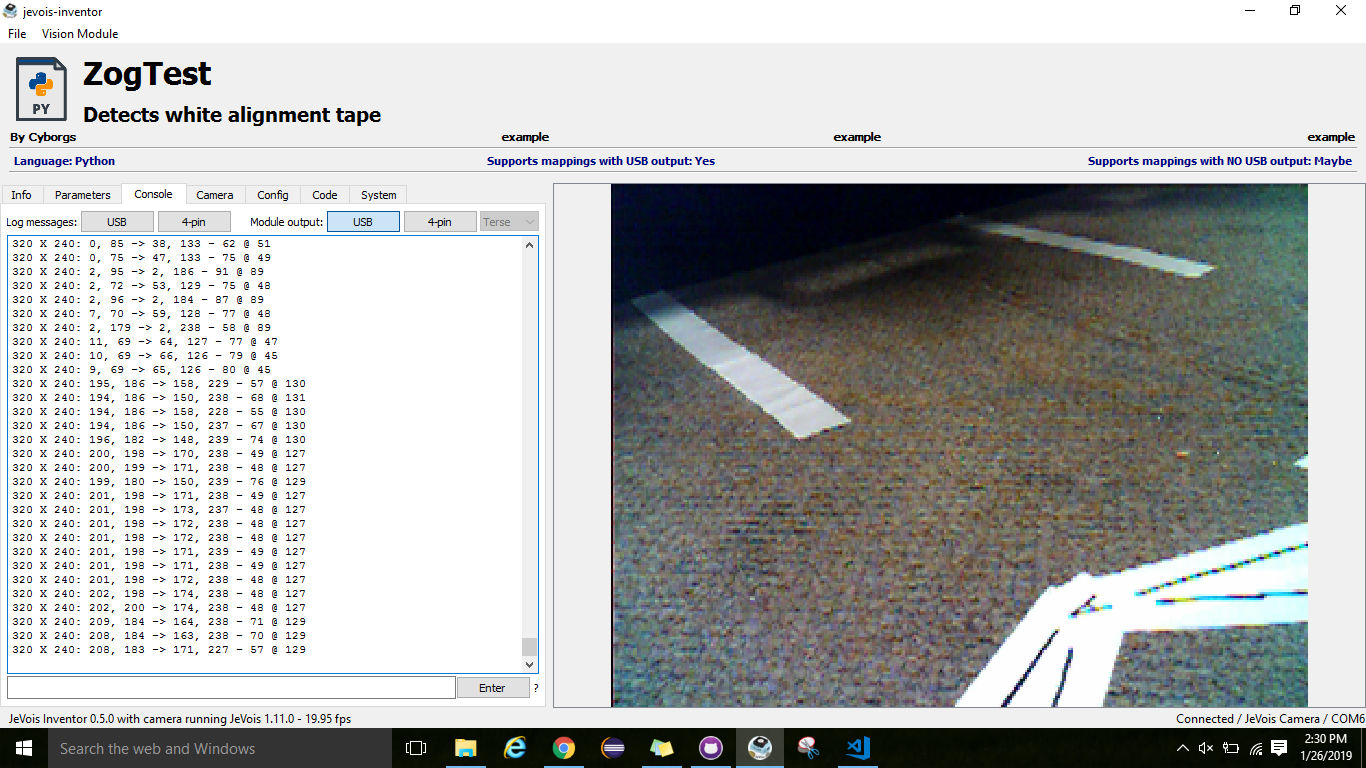 jevois-inventor
File Vision Module
PY
ZogTest
Detects white alignment tape
By Cyborgs example example example
Language: Python Supports mappings with USB output: Yes Supports mappings with NO USB output: Maybe
Info Parameters Console Camera Config Code System
Log messages: USB 4-pin Module output: USB 4-pin Terse
320 X 240: 0, 85 -> 38, 133 - 62 @ 51
320 X 240: 0, 75 -> 47, 133 - 75 @ 49
320 X 240: 2, 95 -> 2, 186 - 91 @ 89
320 X 240: 2, 72 -> 53, 129 - 75 @ 48
320 X 240: 2, 96 -> 2, 184 - 87 @ 89
320 X 240: 7, 70 -> 59, 128 - 77 @ 48
320 X 240: 2, 179 -> 2, 238 - 58 @ 89
320 X 240: 11, 69 -> 64, 127 - 77 @ 47
320 X 240: 10, 69 -> 66, 126 - 79 @ 45
320 X 240: 9, 69 -> 65, 126 - 80 @ 45
320 X 240: 195, 186 -> 158, 229 - 57 @ 130
320 X 240: 194, 186 -> 150, 238 - 68 @ 131
320 X 240: 194, 186 -> 158, 228 - 55 @ 130
320 X 240: 194, 186 -> 150, 237 - 67 @ 130
320 X 240: 196, 182 -> 148, 239 - 74 @ 130
320 X 240: 200, 198 -> 170, 238 - 49 @ 127
320 X 240: 200, 199 -> 171, 238 - 48 @ 127
320 X 240: 199, 180 -> 150, 239 - 76 @ 129
320 X 240: 201, 198 -> 171, 238 - 49 @ 127
320 X 240: 201, 198 -> 173, 237 - 48 @ 127
320 X 240: 201, 198 -> 172, 238 - 48 @ 127
320 X 240: 201, 198 -> 172, 238 - 48 @ 127
320 X 240: 201, 198 -> 171, 239 - 49 @ 127
320 X 240: 201, 198 -> 171, 238 - 49 @ 127
320 X 240: 201, 198 -> 172, 238 - 48 @ 127
320 X 240: 202, 198 -> 174, 238 - 48 @ 127
320 X 240: 202, 200 -> 174, 238 - 48 @ 127
320 X 240: 209, 184 -> 164, 238 - 71 @ 129
320 X 240: 208, 184 -> 163, 238 - 70 @ 129
320 X 240: 208, 183 -> 171, 227 - 57 @ 129
Enter ?
JeVois Inventor 0.5.0 with camera running JeVois 1.11.0 - 19.95 fps Connected / JeVois Camera / COM6
Search the web and Windows
2:30 PM
1/26/2019